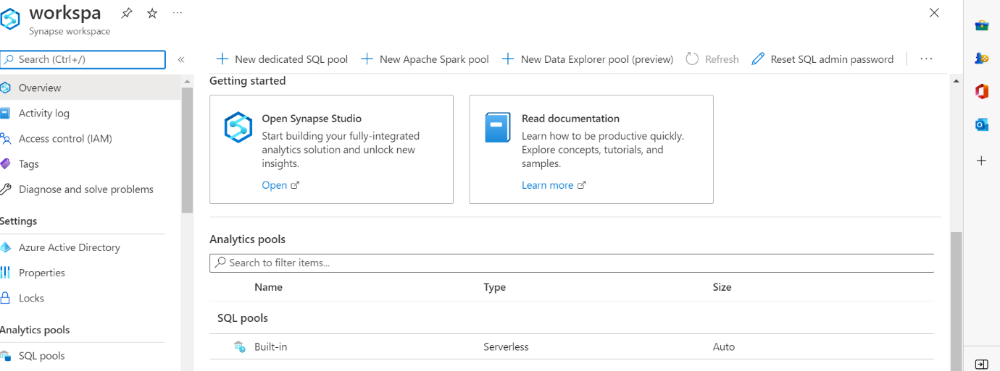 workspa
Synapse workspace
Search (Ctrl+/)
Overview
Activity log
Access control (IAM)
Tags
Diagnose and solve problems
Settings
Azure Active Directory
Properties
Locks
Analytics pools
SQL pools
New dedicated SQL pool
New Apache Spark pool
New Data Explorer pool (preview)
Refresh
Reset SQL admin password
Getting started
Open Synapse Studio
Start building your fully-integrated
analytics solution and unlock new
insights.
Open
Read documentation
Learn how to be productive quickly.
Explore concepts, tutorials, and
samples.
Learn more
Analytics pools
Search to filter items...
Name Type Size
SQL pools
Built-in Serverless Auto